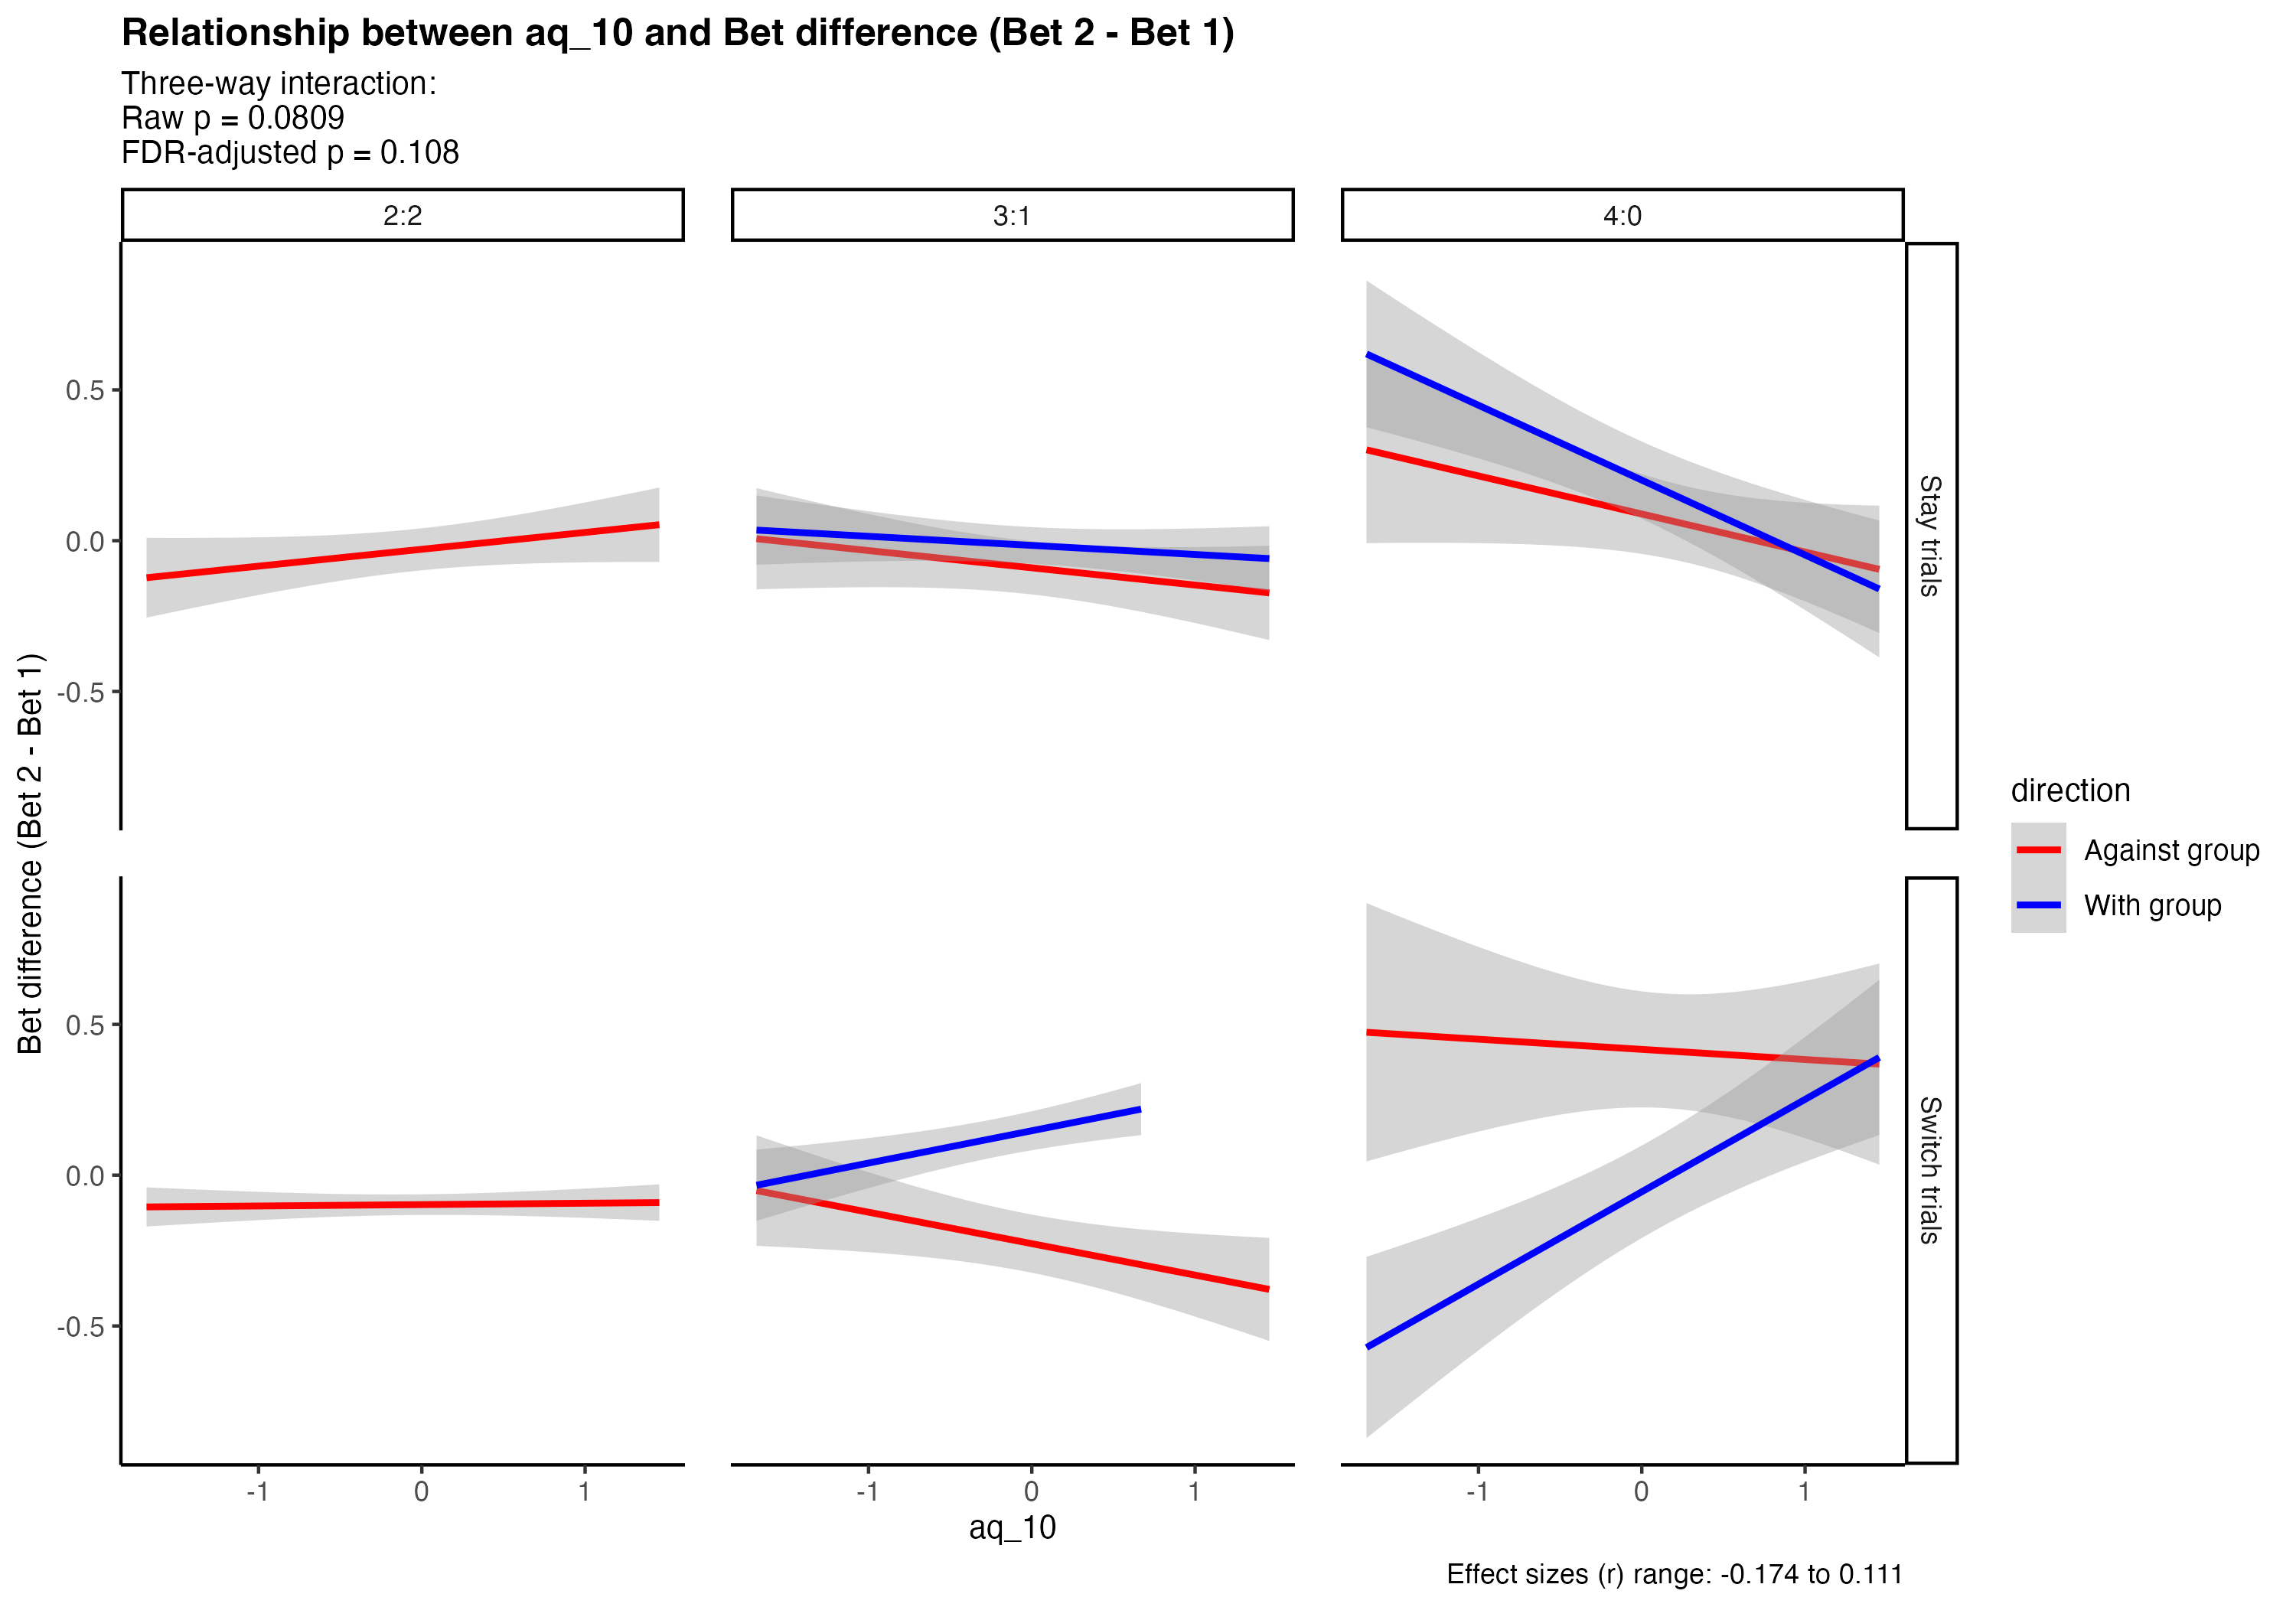 Relationship between aq_10 and Bet difference (Bet 2 - Bet 1)
Three-way interaction:
Raw p = 0.0809
FDR-adjusted p = 0.108
2:2
3:1
4:0
Bet difference (Bet 2 - Bet 1)
0.5
0.0
-0.5
Stay trials
0.5
0.0
-0.5
Switch trials
-1
0
1
-1
0
1
-1
0
1
aq_10
direction
Against group
With group
Effect sizes (r) range: -0.174 to 0.111